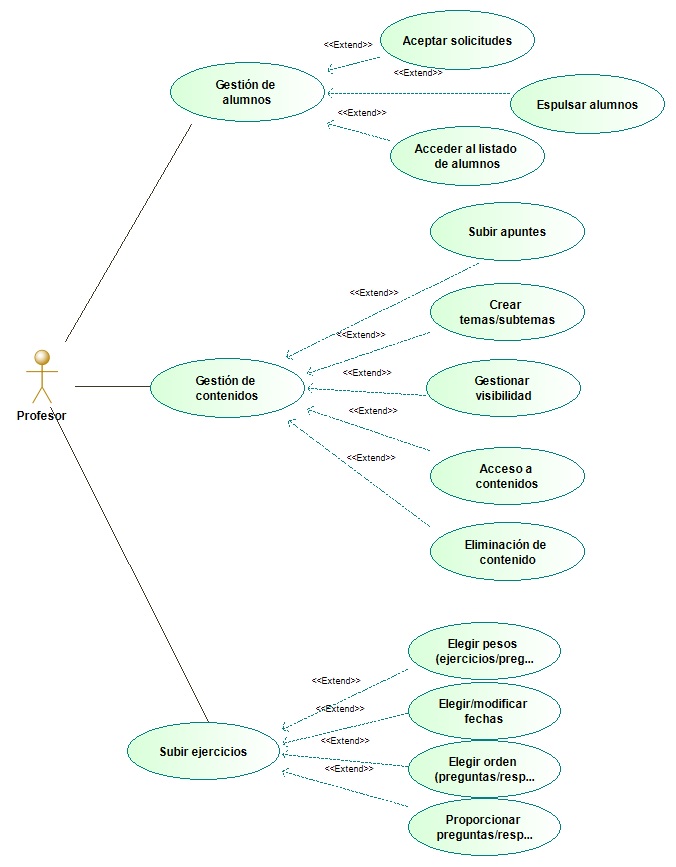 <<Extend>>
Aceptar solicitudes
<<Extend>>
Gestión de
alumnos
Espulsar alumnos
<<Extend>>
Acceder al listado
de alumnos
Subir apuntes
<<Extend>>
Crear
temas/subtemas
<<Extend>>
<<Extend>>
Gestión de
contenidos
Gestionar
visibilidad
<<Extend>>
Profesor
<<Extend>>
Acceso a
contenidos
Eliminación de
contenido
Elegir pesos
(ejercicios/preg...
<<Extend>>
<<Extend>>
Elegir/modificar
fechas
<<Extend>>
Subir ejercicios
Elegir orden
(preguntas/resp...
<<Extend>>
Proporcionar
preguntas/resp...